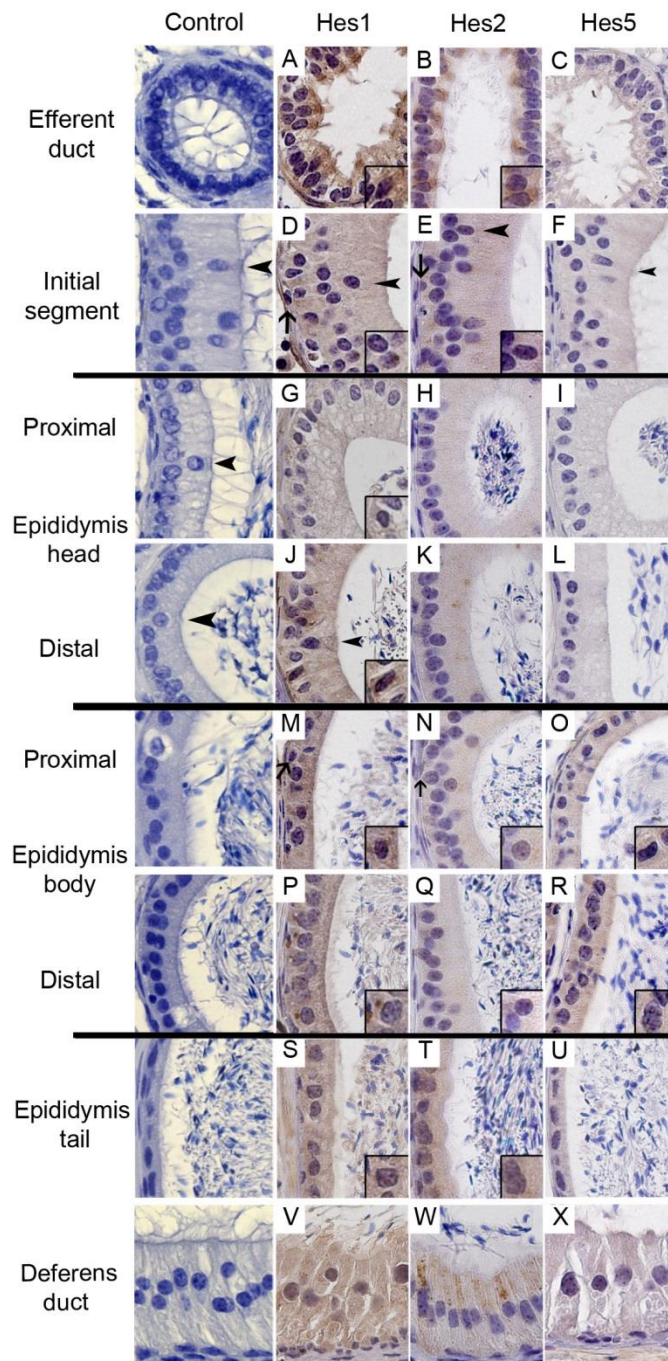 Control Hes1 Hes2 Hes5
A B C
Efferent
duct
D E F
Initial
segment
G H I
Proximal
Epididymis
head
J K L
Distal
M N O
Proximal
Epididymis
body
P Q R
Distal
S T U
Epididymis
tail
V W X
Deferens
duct